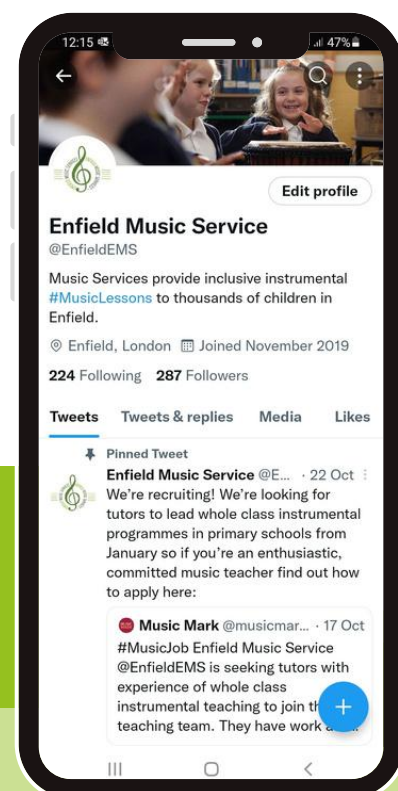 12:15
47%
Edit profile
Enfield Music Service
@EnfieldEMS
Music Services provide inclusive instrumental
#MusicLessons to thousands of children in
Enfield.
Enfield, London Joined November 2019
224 Following 287 Followers
Tweets Tweets & replies Media Likes
Pinned Tweet
Enfield Music Service @E... · 22 Oct
We're recruiting! We're looking for
tutors to lead whole class instrumental
programmes in primary schools from
January so if you're an enthusiastic,
committed music teacher find out how
to apply here:
Music Mark @musicmar... · 17 Oct
#MusicJob Enfield Music Service
@EnfieldEMS is seeking tutors with
experience of whole class
instrumental teaching to join
teaching team. They have work